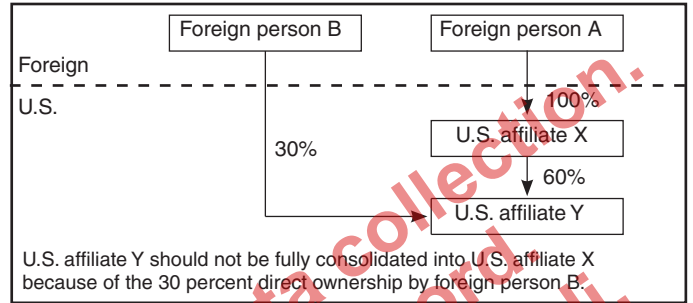 Foreign person B
Foreign person A
Foreign
U.S.
100%
U.S. affiliate X
30%
60%
U.S. affiliate Y
U.S. affiliate Y should not be fully consolidated into U.S. affiliate X
because of the 30 percent direct ownership by foreign person B.
collection.